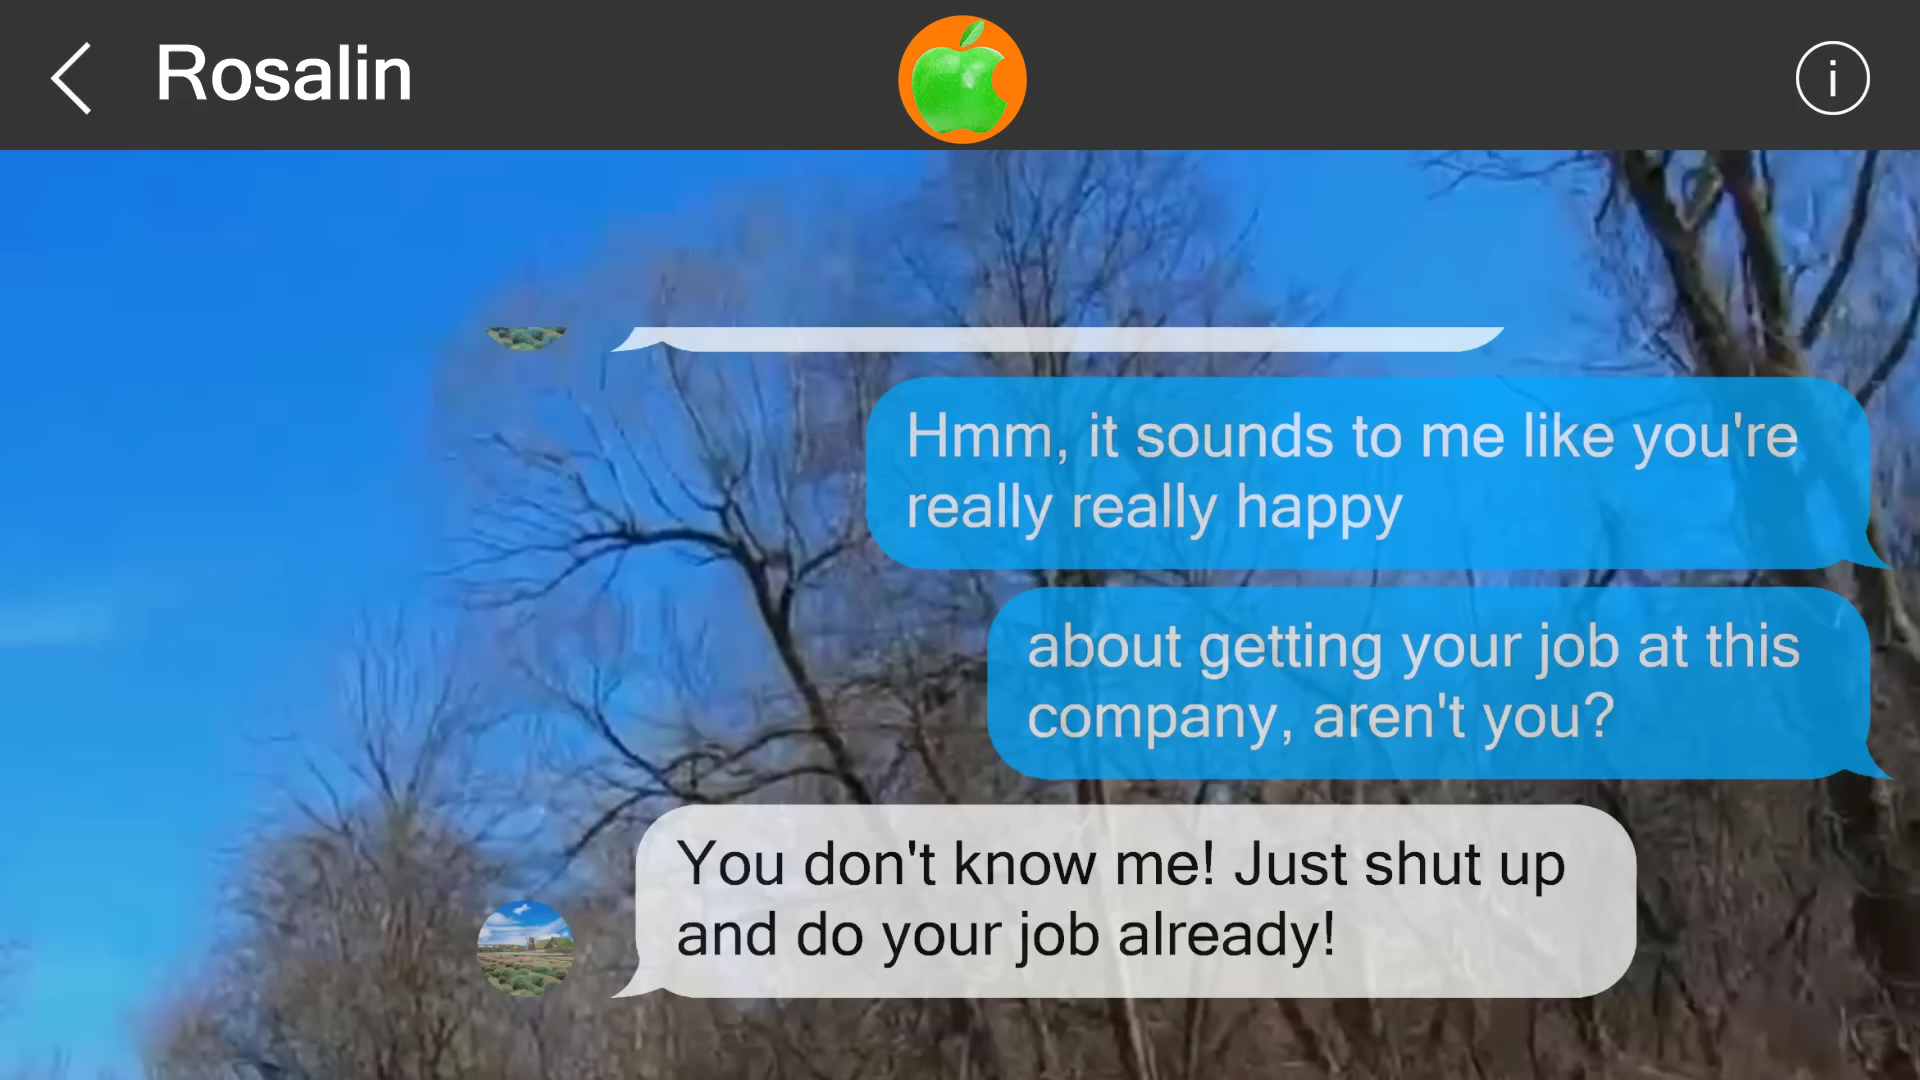 Rosalin
i
Hmm, it sounds to me like you're
really really happy
about getting your job at this
company, aren't you?
You don't know me! Just shut up
and do your job already!